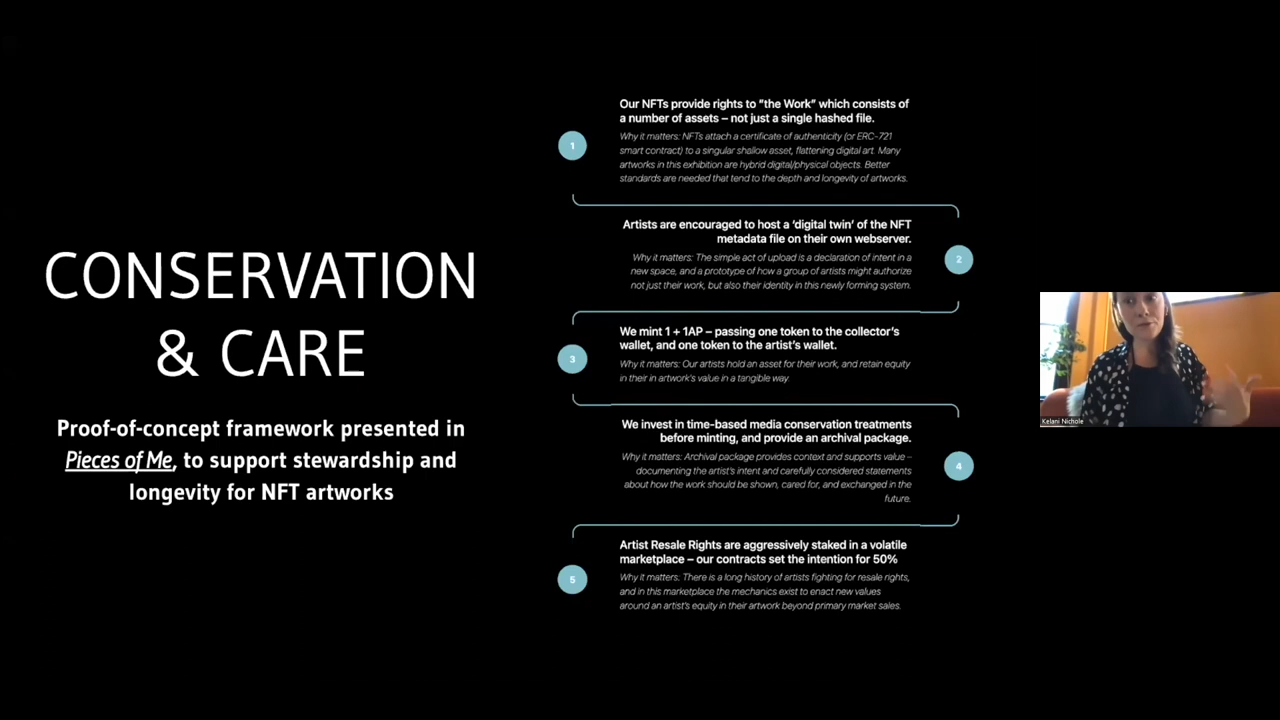 CONSERVATION
& CARE
Proof-of-concept framework presented in
Pieces of Me, to support stewardship and
longevity for NFT artworks
1
Our NFTs provide rights to “the Work” which consists of
a number of assets – not just a single hashed file.
Why it matters: NFTs attach a certificate of authenticity (or ERC-721
smart contract) to a singular shallow asset, flattening digital art. Many
artworks in this exhibition are hybrid digital/physical objects. Better
standards are needed that tend to the depth and longevity of artworks.
Artists are encouraged to host a ‘digital twin’ of the NFT
metadata file on their own webserver.
Why it matters: The simple act of upload is a declaration of intent in a
new space, and a prototype of how a group of artists might authorize
not just their work, but also their identity in this newly forming system.
2
3
We mint 1 + 1AP – passing one token to the collector’s
wallet, and one token to the artist’s wallet.
Why it matters: Our artists hold an asset for their work, and retain equity
in their in artwork’s value in a tangible way
We invest in time-based media conservation treatments
before minting, and provide an archival package.
Why it matters: Archival package provides context and supports value –
documenting the artist’s intent and carefully considered statements
about how the work should be shown, cared for, and exchanged in the
future.
4
5
Artist Resale Rights are aggressively staked in a volatile
marketplace – our contracts set the intention for 50%
Why it matters: There is a long history of artists fighting for resale rights,
and in this marketplace the mechanics exist to enact new values
around an artist’s equity in their artwork beyond primary market sales.
Kelani Nichole